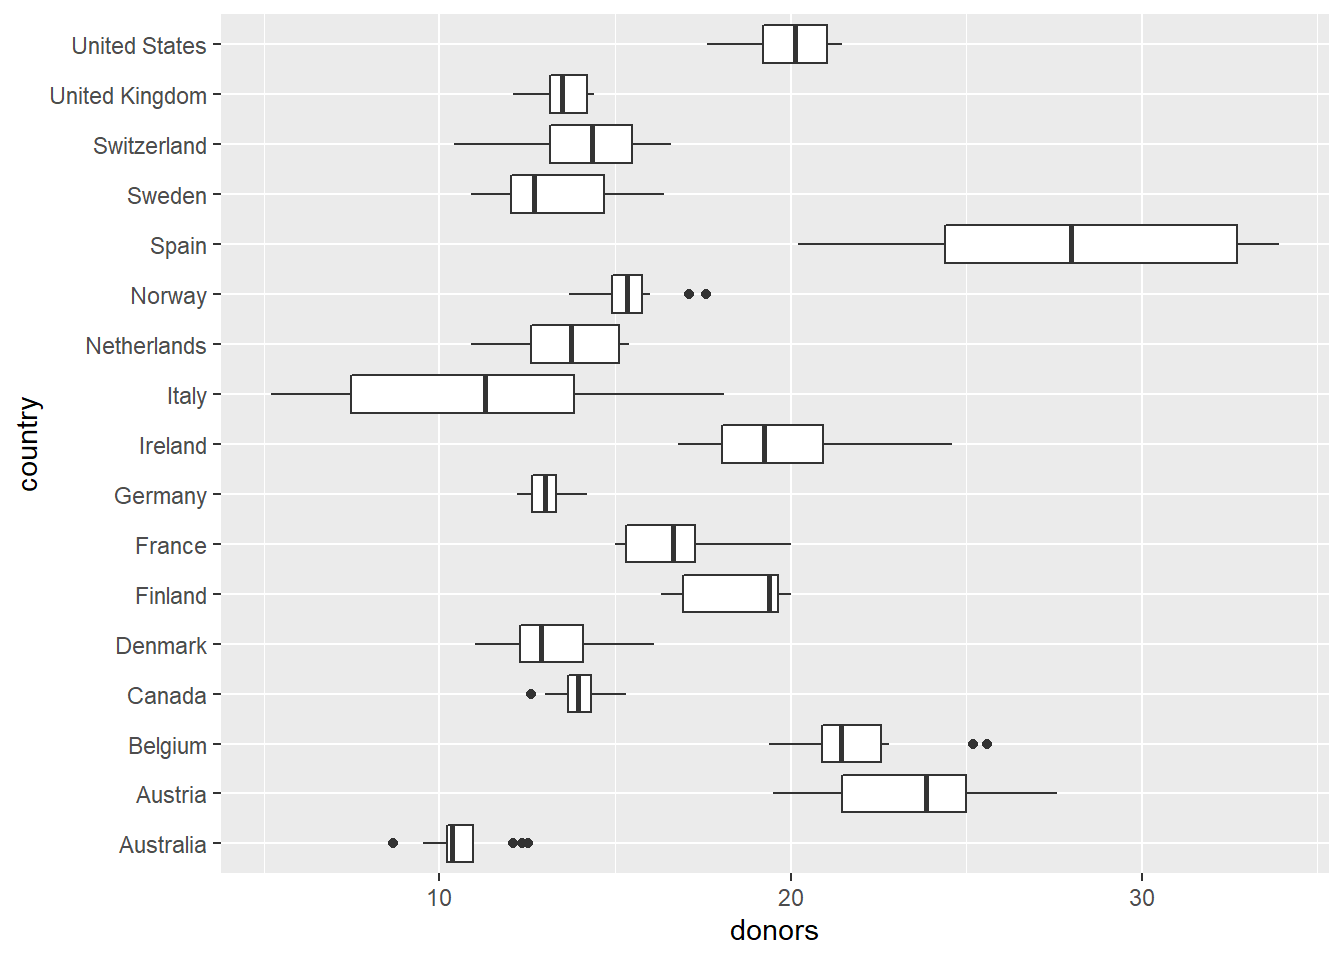 United States
United Kingdom
Switzerland
Sweden
Spain
Norway
Netherlands
Italy
Ireland
Germany
France
Finland
Denmark
Canada
Belgium
Austria
Australia
country
10 20 30
donors